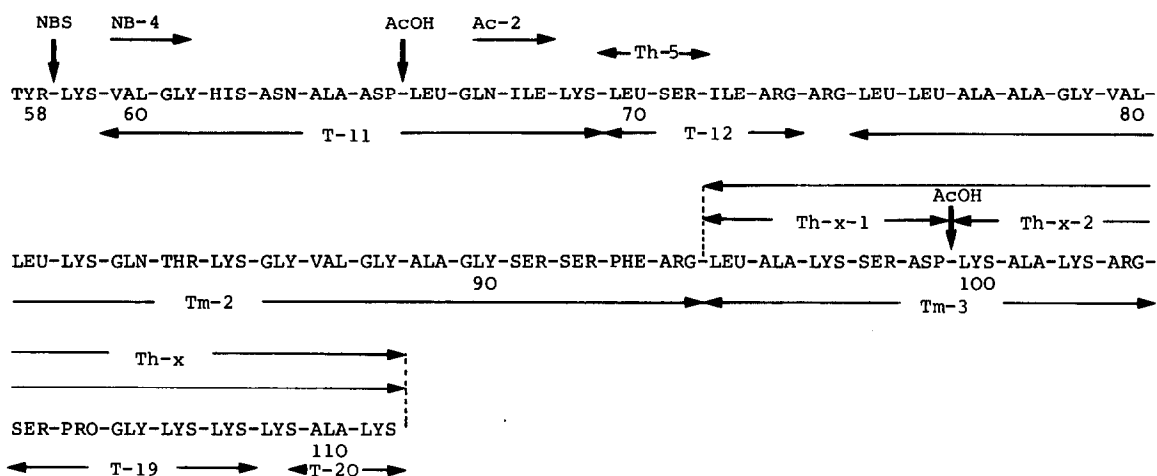 NBS NB-4 AcOH Ac-2
Th-5
TYR-LYS-VAL-GLY-HIS-ASN-ALA-ASP-LEU-GLN-ILE-LYS-LEU-SER-ILE-ARG-ARG-LEU-LEU-ALA-ALA-GLY-VAL-
58 60 70 80
T-11 T-12
AcOH
Th-x-1 Th-x-2
LEU-LYS-GLN-THR-LYS-GLY-VAL-GLY-ALA-GLY-SER-SER-PHE-ARG-LEU-ALA-LYS-SER-ASP-LYS-ALA-LYS-ARG-
90 100
Tm-2 Tm-3
Th-x
SER-PRO-GLY-LYS-LYS-LYS-ALA-LYS
110
T-19 T-20